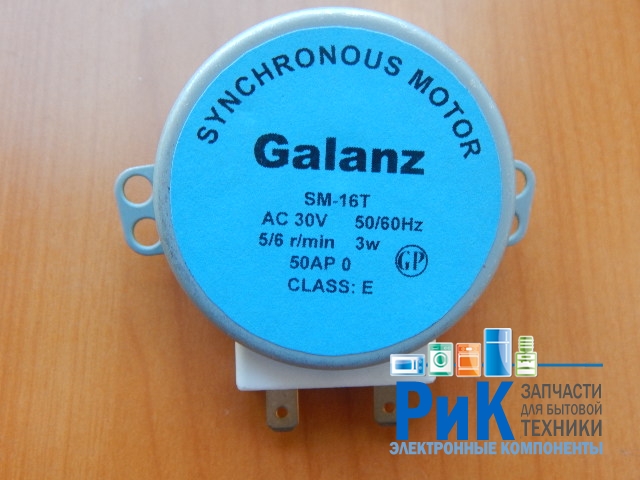 SYNCHRONOUS MOTOR
Galanz
SM-16T
AC 30V 50/60Hz
5/6 r/min 3w
50AP 0
GP
CLASS: E
РиК
ЗАПЧАСТИ
ДЛЯ БЫТОВОЙ
ТЕХНИКИ
ЭЛЕКТРОННЫЕ КОМПОНЕНТЫ